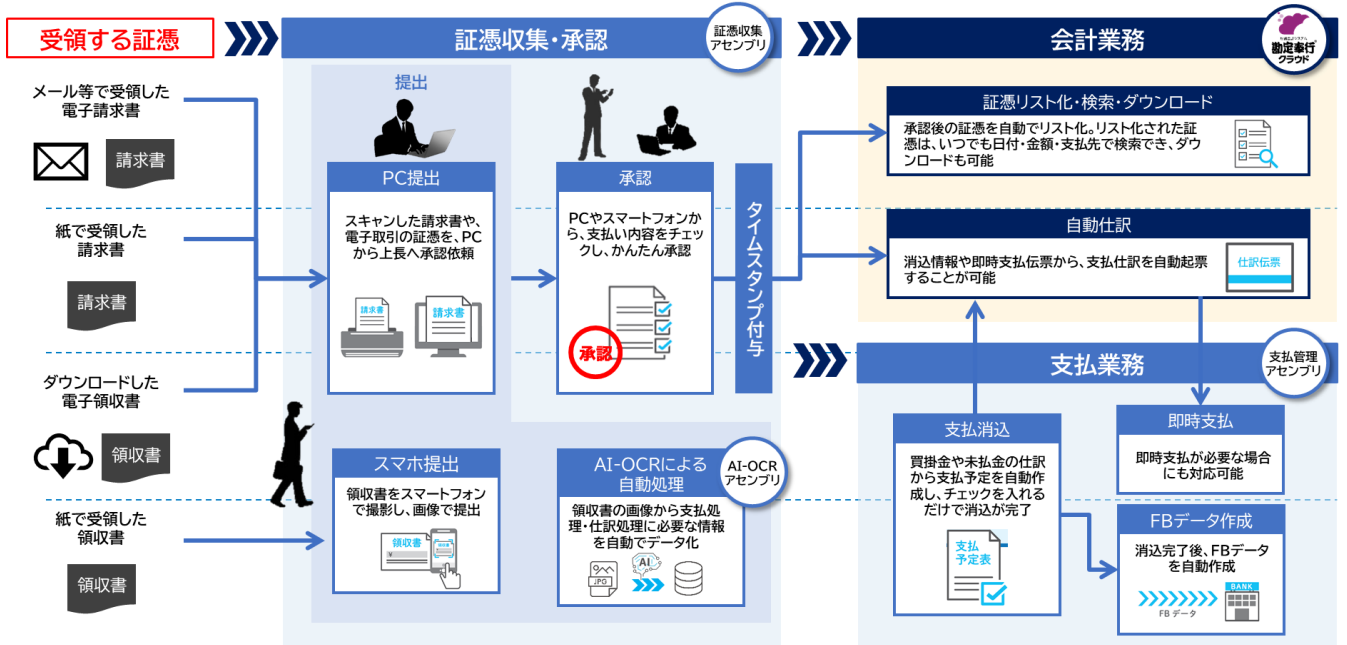 受領する証憑
証憑収集・承認
証憑収集
アセンブリ
会計業務
勘定奉行
クラウド
メール等で受領した
電子請求書
請求書
紙で受領した
請求書
請求書
ダウンロードした
電子領収書
領収書
紙で受領した
領収書
領収書
提出
PC提出
スキャンした請求書や、
電子取引の証憑を、PC
から上長へ承認依頼
請求書
請求書
承認
PCやスマートフォンか
ら、支払い内容をチェッ
クし、かんたん承認
承認
タイムスタンプ付与
スマホ提出
領収書をスマートフォン
で撮影し、画像で提出
領収書
¥
領収書
AI-OCRによる
自動処理
AI-OCR
アセンブリ
領収書の画像から支払処
理・仕訳処理に必要な情報
を自動でデータ化
JPG
AI
証憑リスト化・検索・ダウンロード
承認後の証憑を自動でリスト化。リスト化された証
憑は、いつでも日付・金額・支払先で検索でき、ダウ
ンロードも可能
自動仕訳
消込情報や即時支払伝票から、支払仕訳を自動起票
することが可能
仕訳伝票
支払業務
支払管理
アセンブリ
支払消込
買掛金や未払金の仕訳
から支払予定を自動作
成し、チェックを入れる
だけで消込が完了
支払
予定表
即時支払
即時支払が必要な場合
にも対応可能
FBデータ作成
消込完了後、FBデータ
を自動作成
BANK
FBデータ